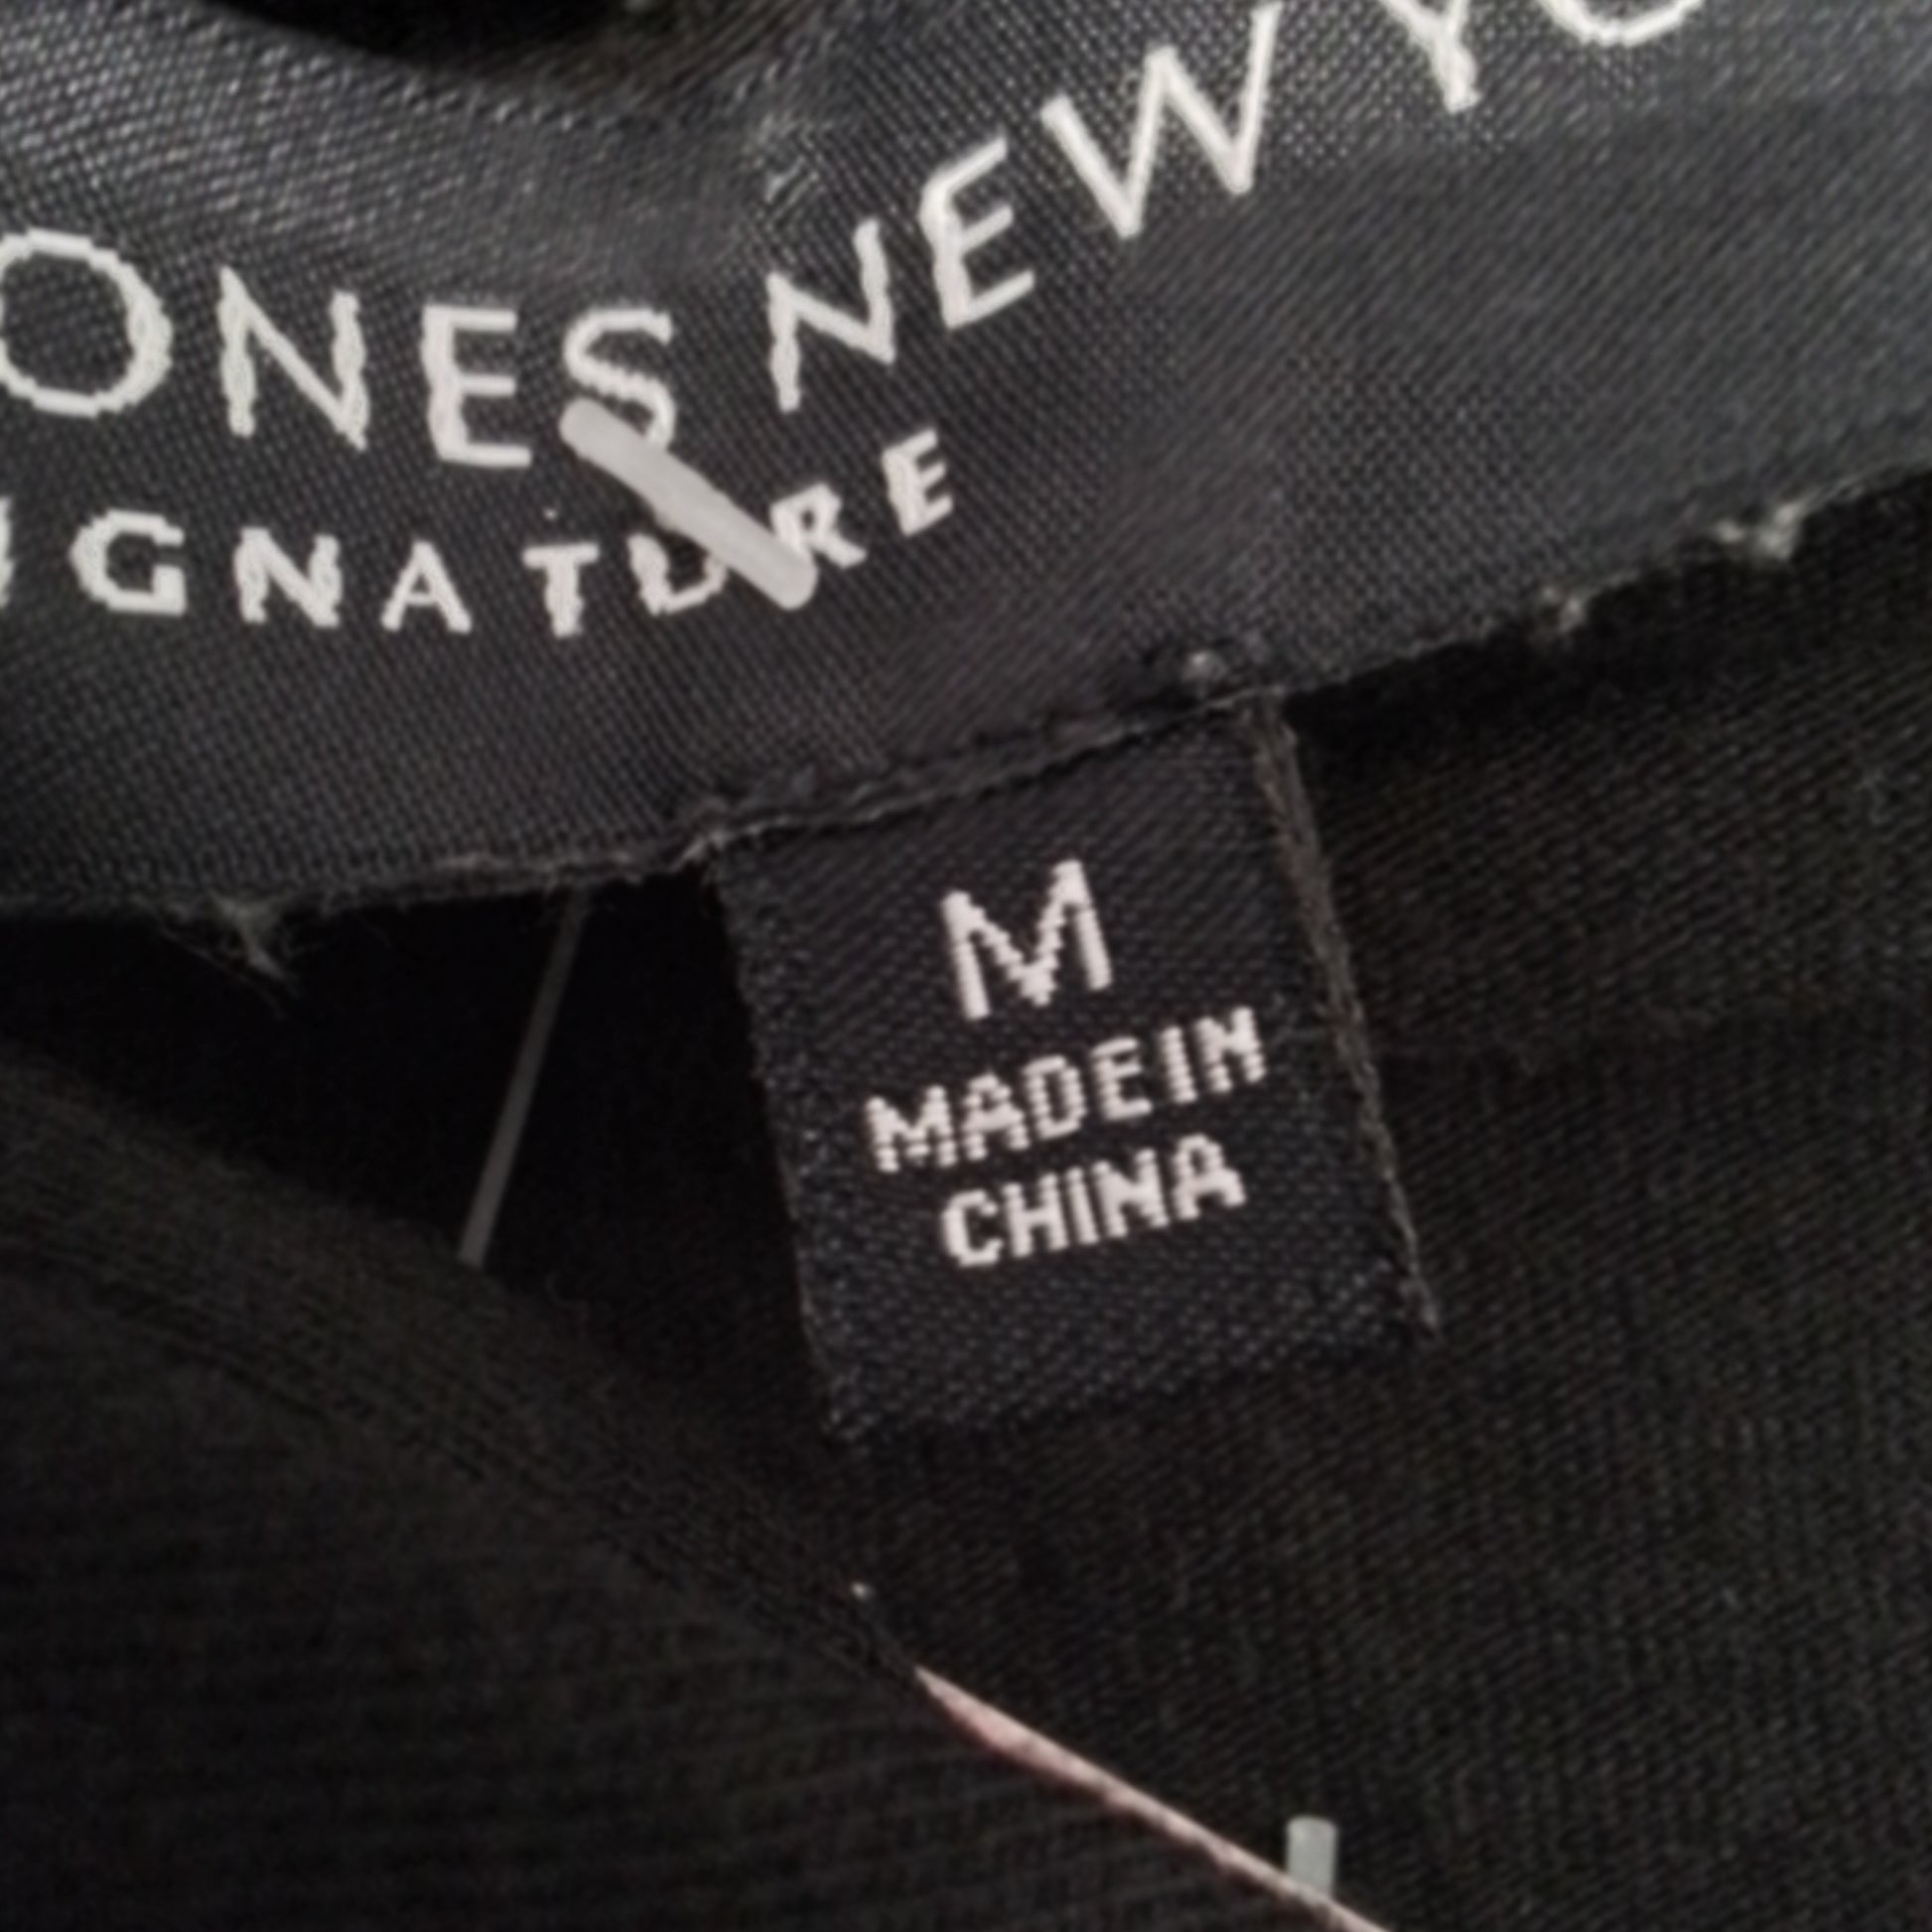 ONES NEW YO
IGNATURE
M
MADE IN
CHINA